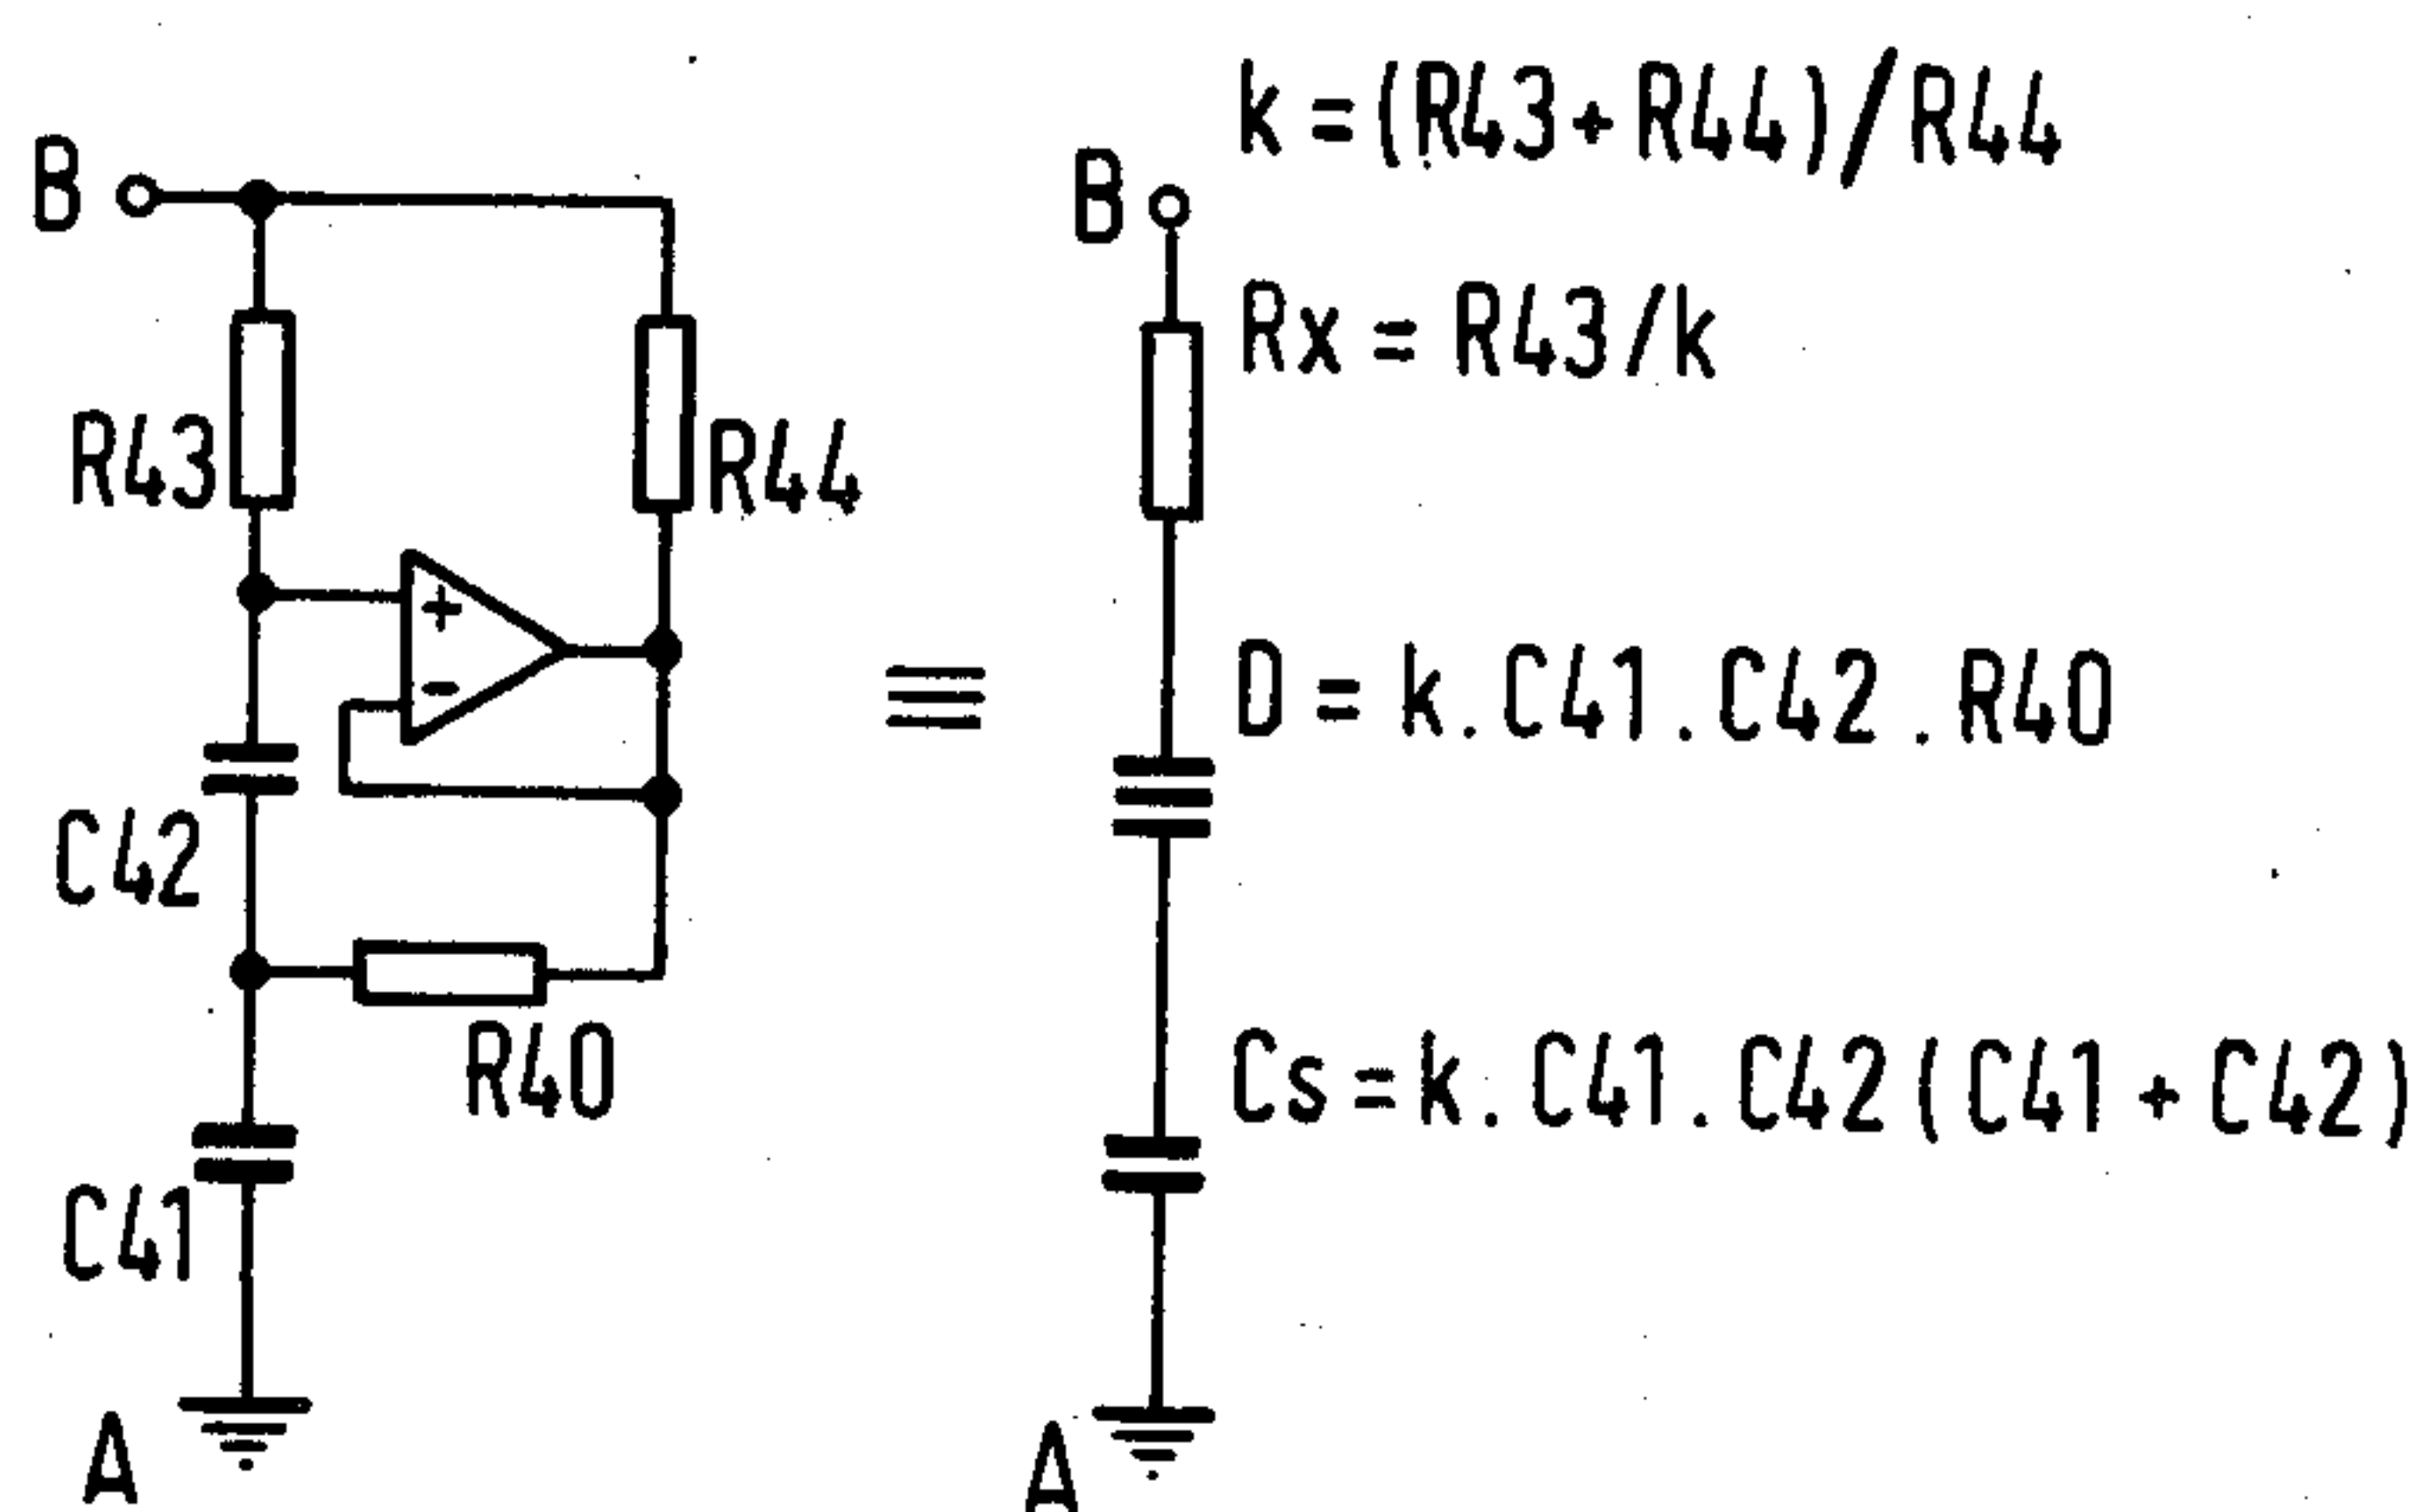 B
R43
R44
+
-
C42
R40
C41
A
≡
B
k = (R43 + R44) / R44
Rx = R43/k
D = k . C41 . C42 . R40
Cs = k . C41 . C42 (C41 + C42)
A